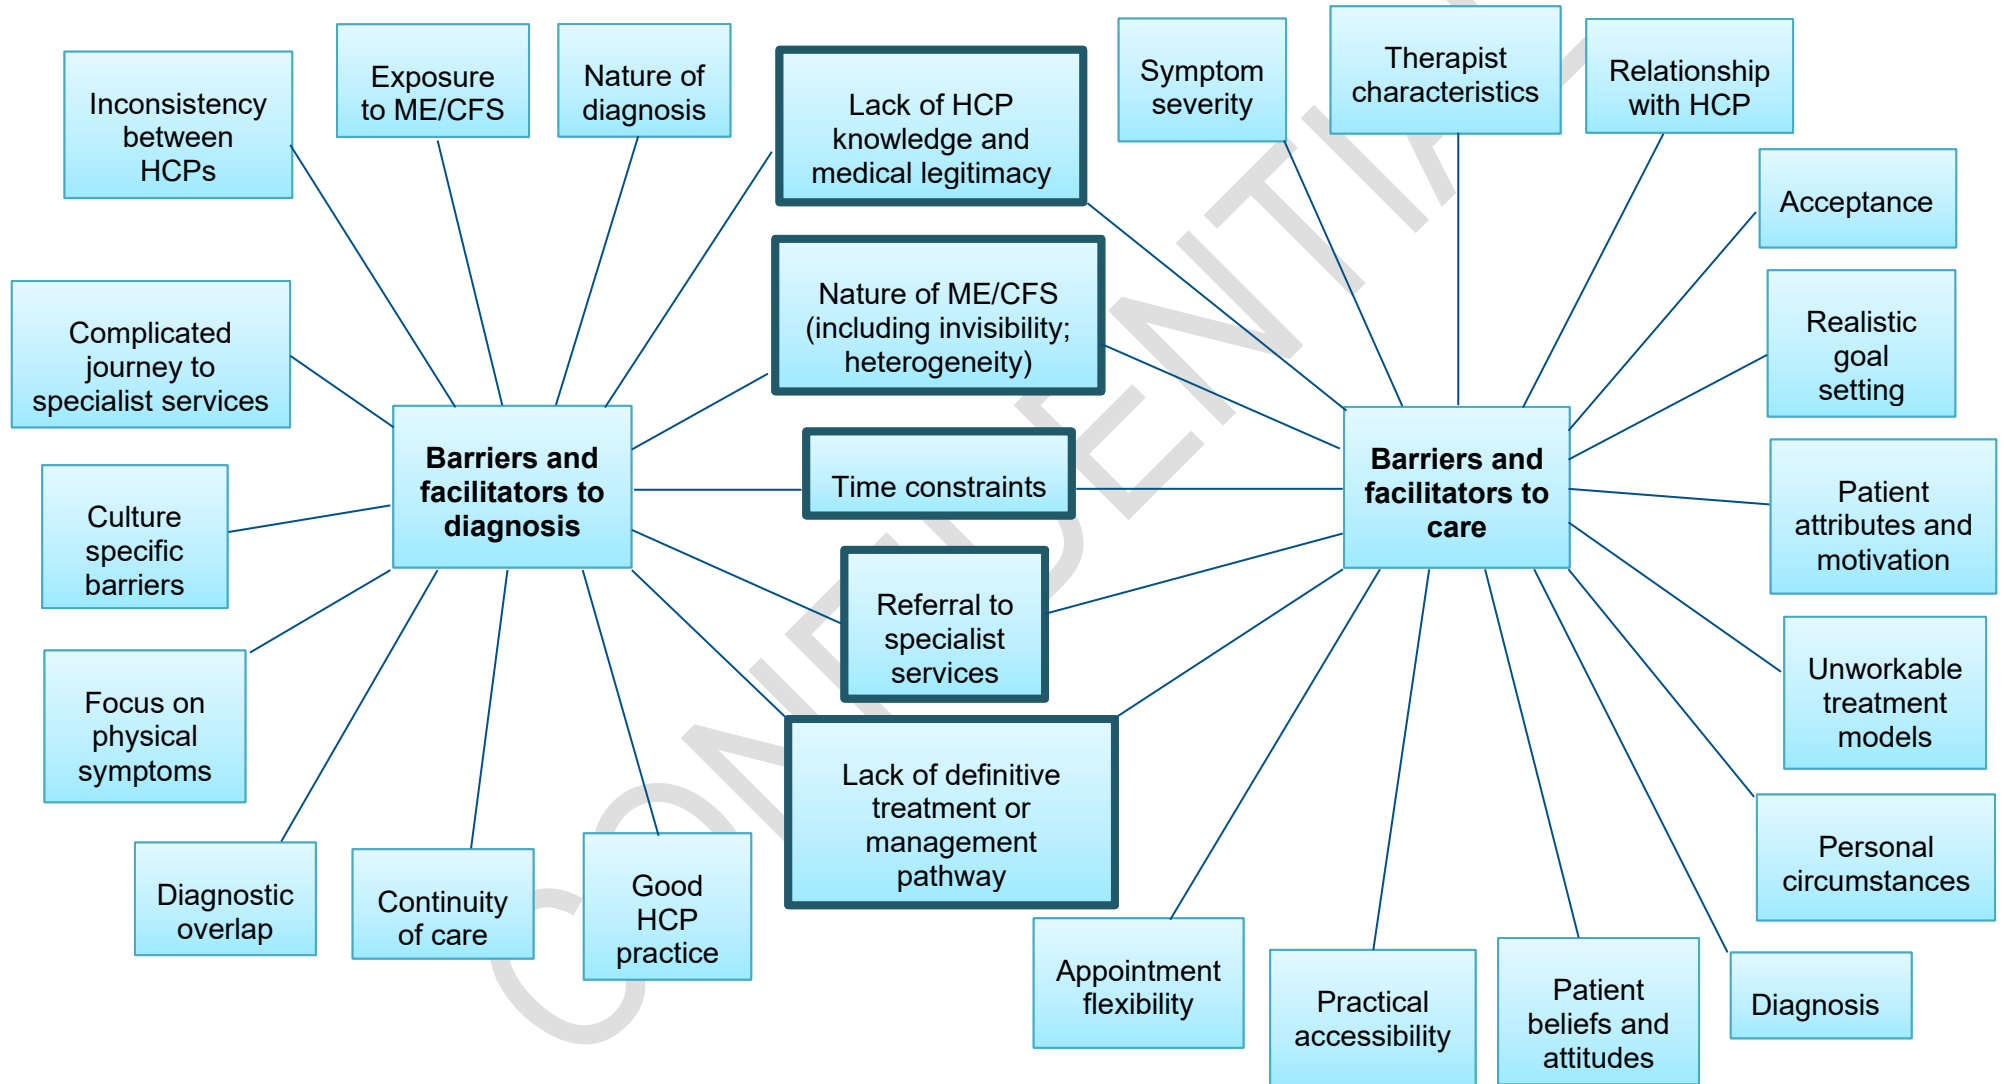 Inconsistency
between
HCPs
Exposure
to ME/CFS
Nature of
diagnosis
Lack of HCP
knowledge and
medical legitimacy
Symptom
severity
Therapist
characteristics
Relationship
with HCP
Acceptance
Complicated
journey to
specialist services
Nature of ME/CFS
(including invisibility;
heterogeneity)
Realistic
goal
setting
Barriers and
facilitators to
diagnosis
Time constraints
Barriers and
facilitators to
care
Culture
specific
barriers
Patient
attributes and
motivation
Referral to
specialist
services
Focus on
physical
symptoms
Unworkable
treatment
models
Lack of definitive
treatment or
management
pathway
Personal
circumstances
Diagnostic
overlap
Continuity
of care
Good
HCP
practice
Appointment
flexibility
Practical
accessibility
Patient
beliefs and
attitudes
Diagnosis
CONFIDENTIA